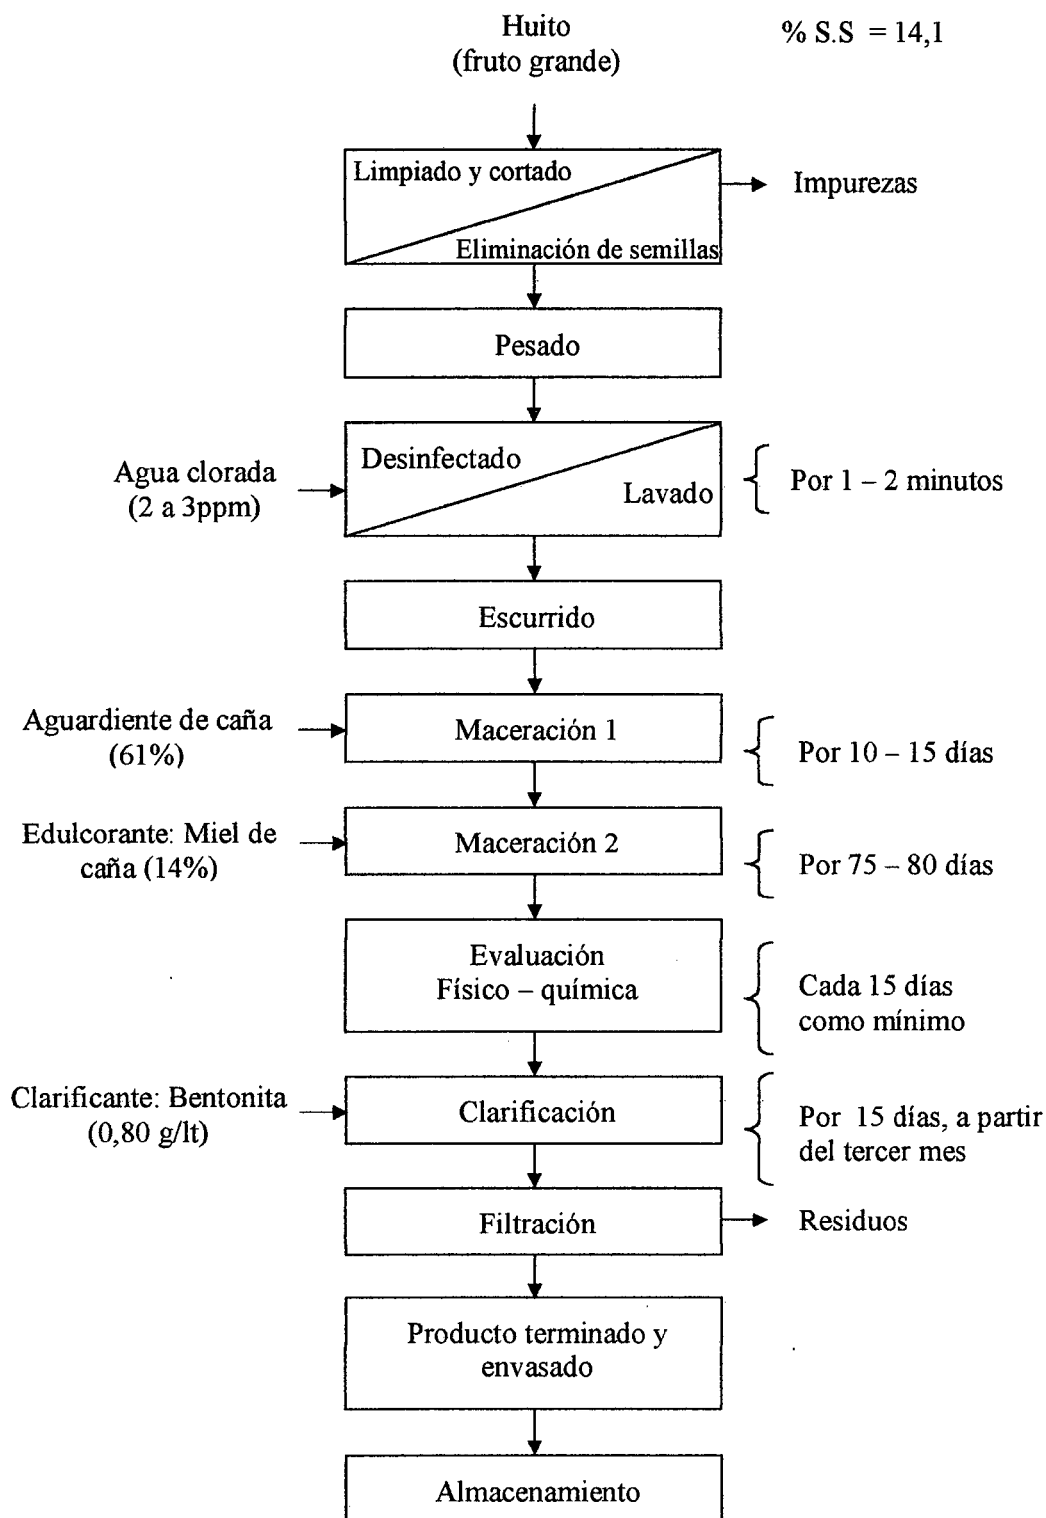 Huito
(fruto grande)
% S.S = 14,1
Limpiado y cortado
Eliminación de semillas
Impurezas
Pesado
Agua clorada
(2 a 3ppm)
Desinfectado
Lavado
Por 1 – 2 minutos
Escurrido
Aguardiente de caña
(61%)
Maceración 1
Por 10 – 15 días
Edulcorante: Miel de
caña (14%)
Maceración 2
Por 75 – 80 días
Evaluación
Físico – química
Cada 15 días
como mínimo
Clarificante: Bentonita
(0,80 g/lt)
Clarificación
Por 15 días, a partir
del tercer mes
Filtración
Residuos
Producto terminado y
envasado
Almacenamiento